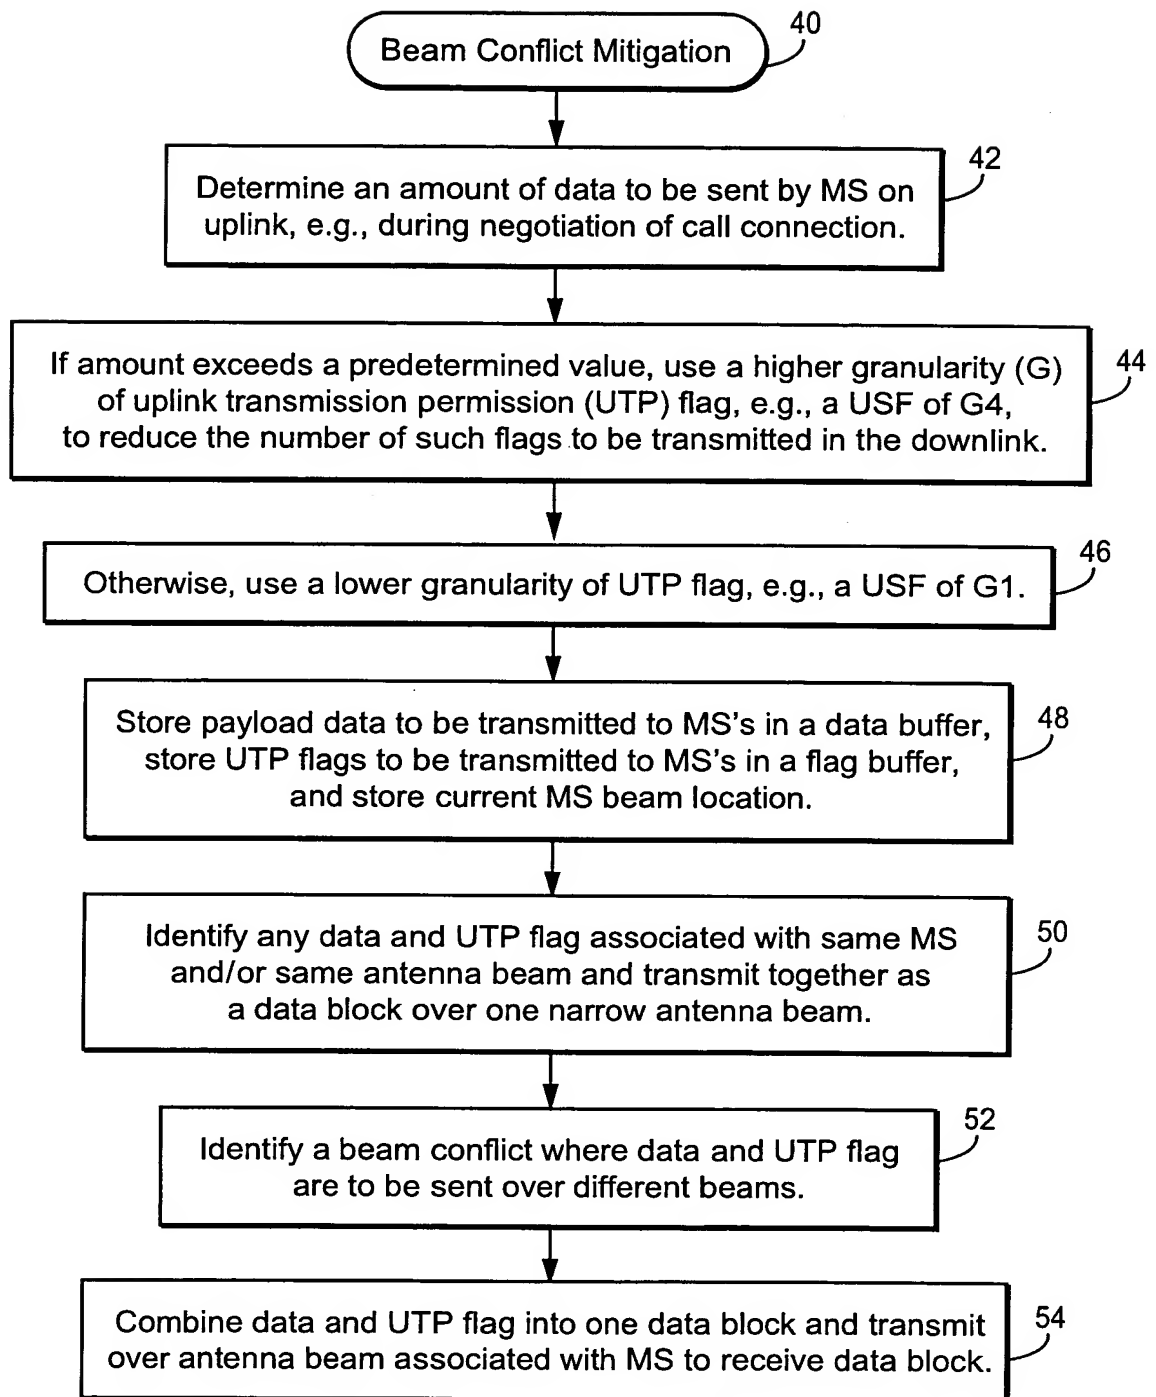 40
Beam Conflict Mitigation
42
Determine an amount of data to be sent by MS on
uplink, e.g., during negotiation of call connection.
44
If amount exceeds a predetermined value, use a higher granularity (G)
of uplink transmission permission (UTP) flag, e.g., a USF of G4,
to reduce the number of such flags to be transmitted in the downlink.
46
Otherwise, use a lower granularity of UTP flag, e.g., a USF of G1.
48
Store payload data to be transmitted to MS's in a data buffer,
store UTP flags to be transmitted to MS's in a flag buffer,
and store current MS beam location.
50
Identify any data and UTP flag associated with same MS
and/or same antenna beam and transmit together as
a data block over one narrow antenna beam.
52
Identify a beam conflict where data and UTP flag
are to be sent over different beams.
54
Combine data and UTP flag into one data block and transmit
over antenna beam associated with MS to receive data block.